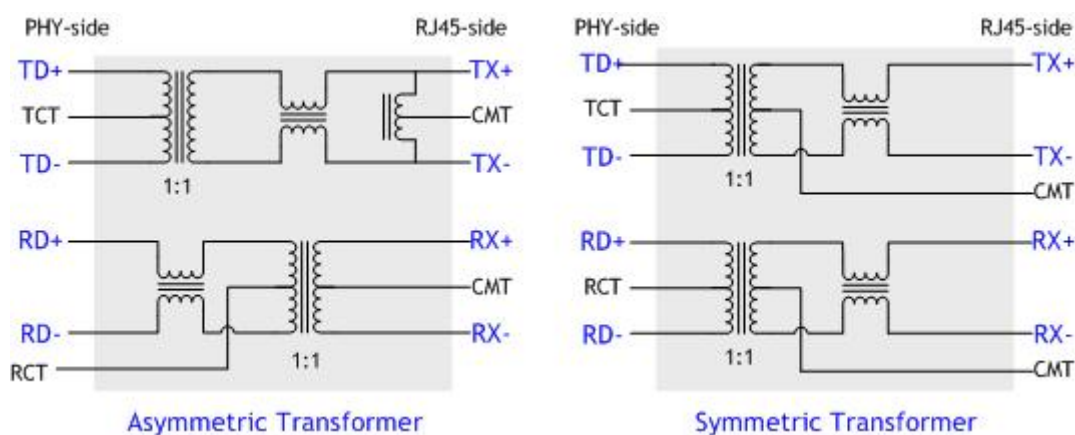 PHY-side
RJ45-side
TD+
TX+
TCT
CMT
TD-
TX-
1:1
RD+
RX+
CMT
RD-
RX-
RCT
1:1
Asymmetric Transformer
PHY-side
RJ45-side
TD+
TX+
TCT
TD-
TX-
1:1
CMT
RD+
RX+
RCT
RD-
RX-
1:1
CMT
Symmetric Transformer